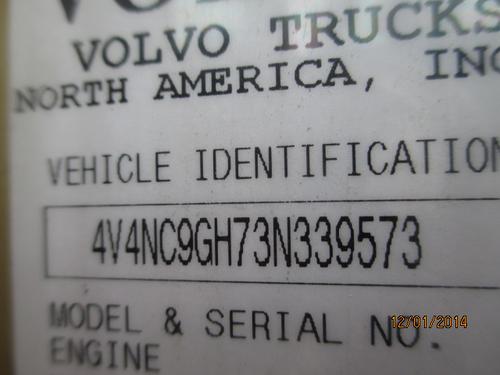 VOLVO TRUCKS
NORTH AMERICA, INC
VEHICLE IDENTIFICATION
4V4NC9GH73N339573
MODEL & SERIAL NO.
12/01/2014
ENGINE